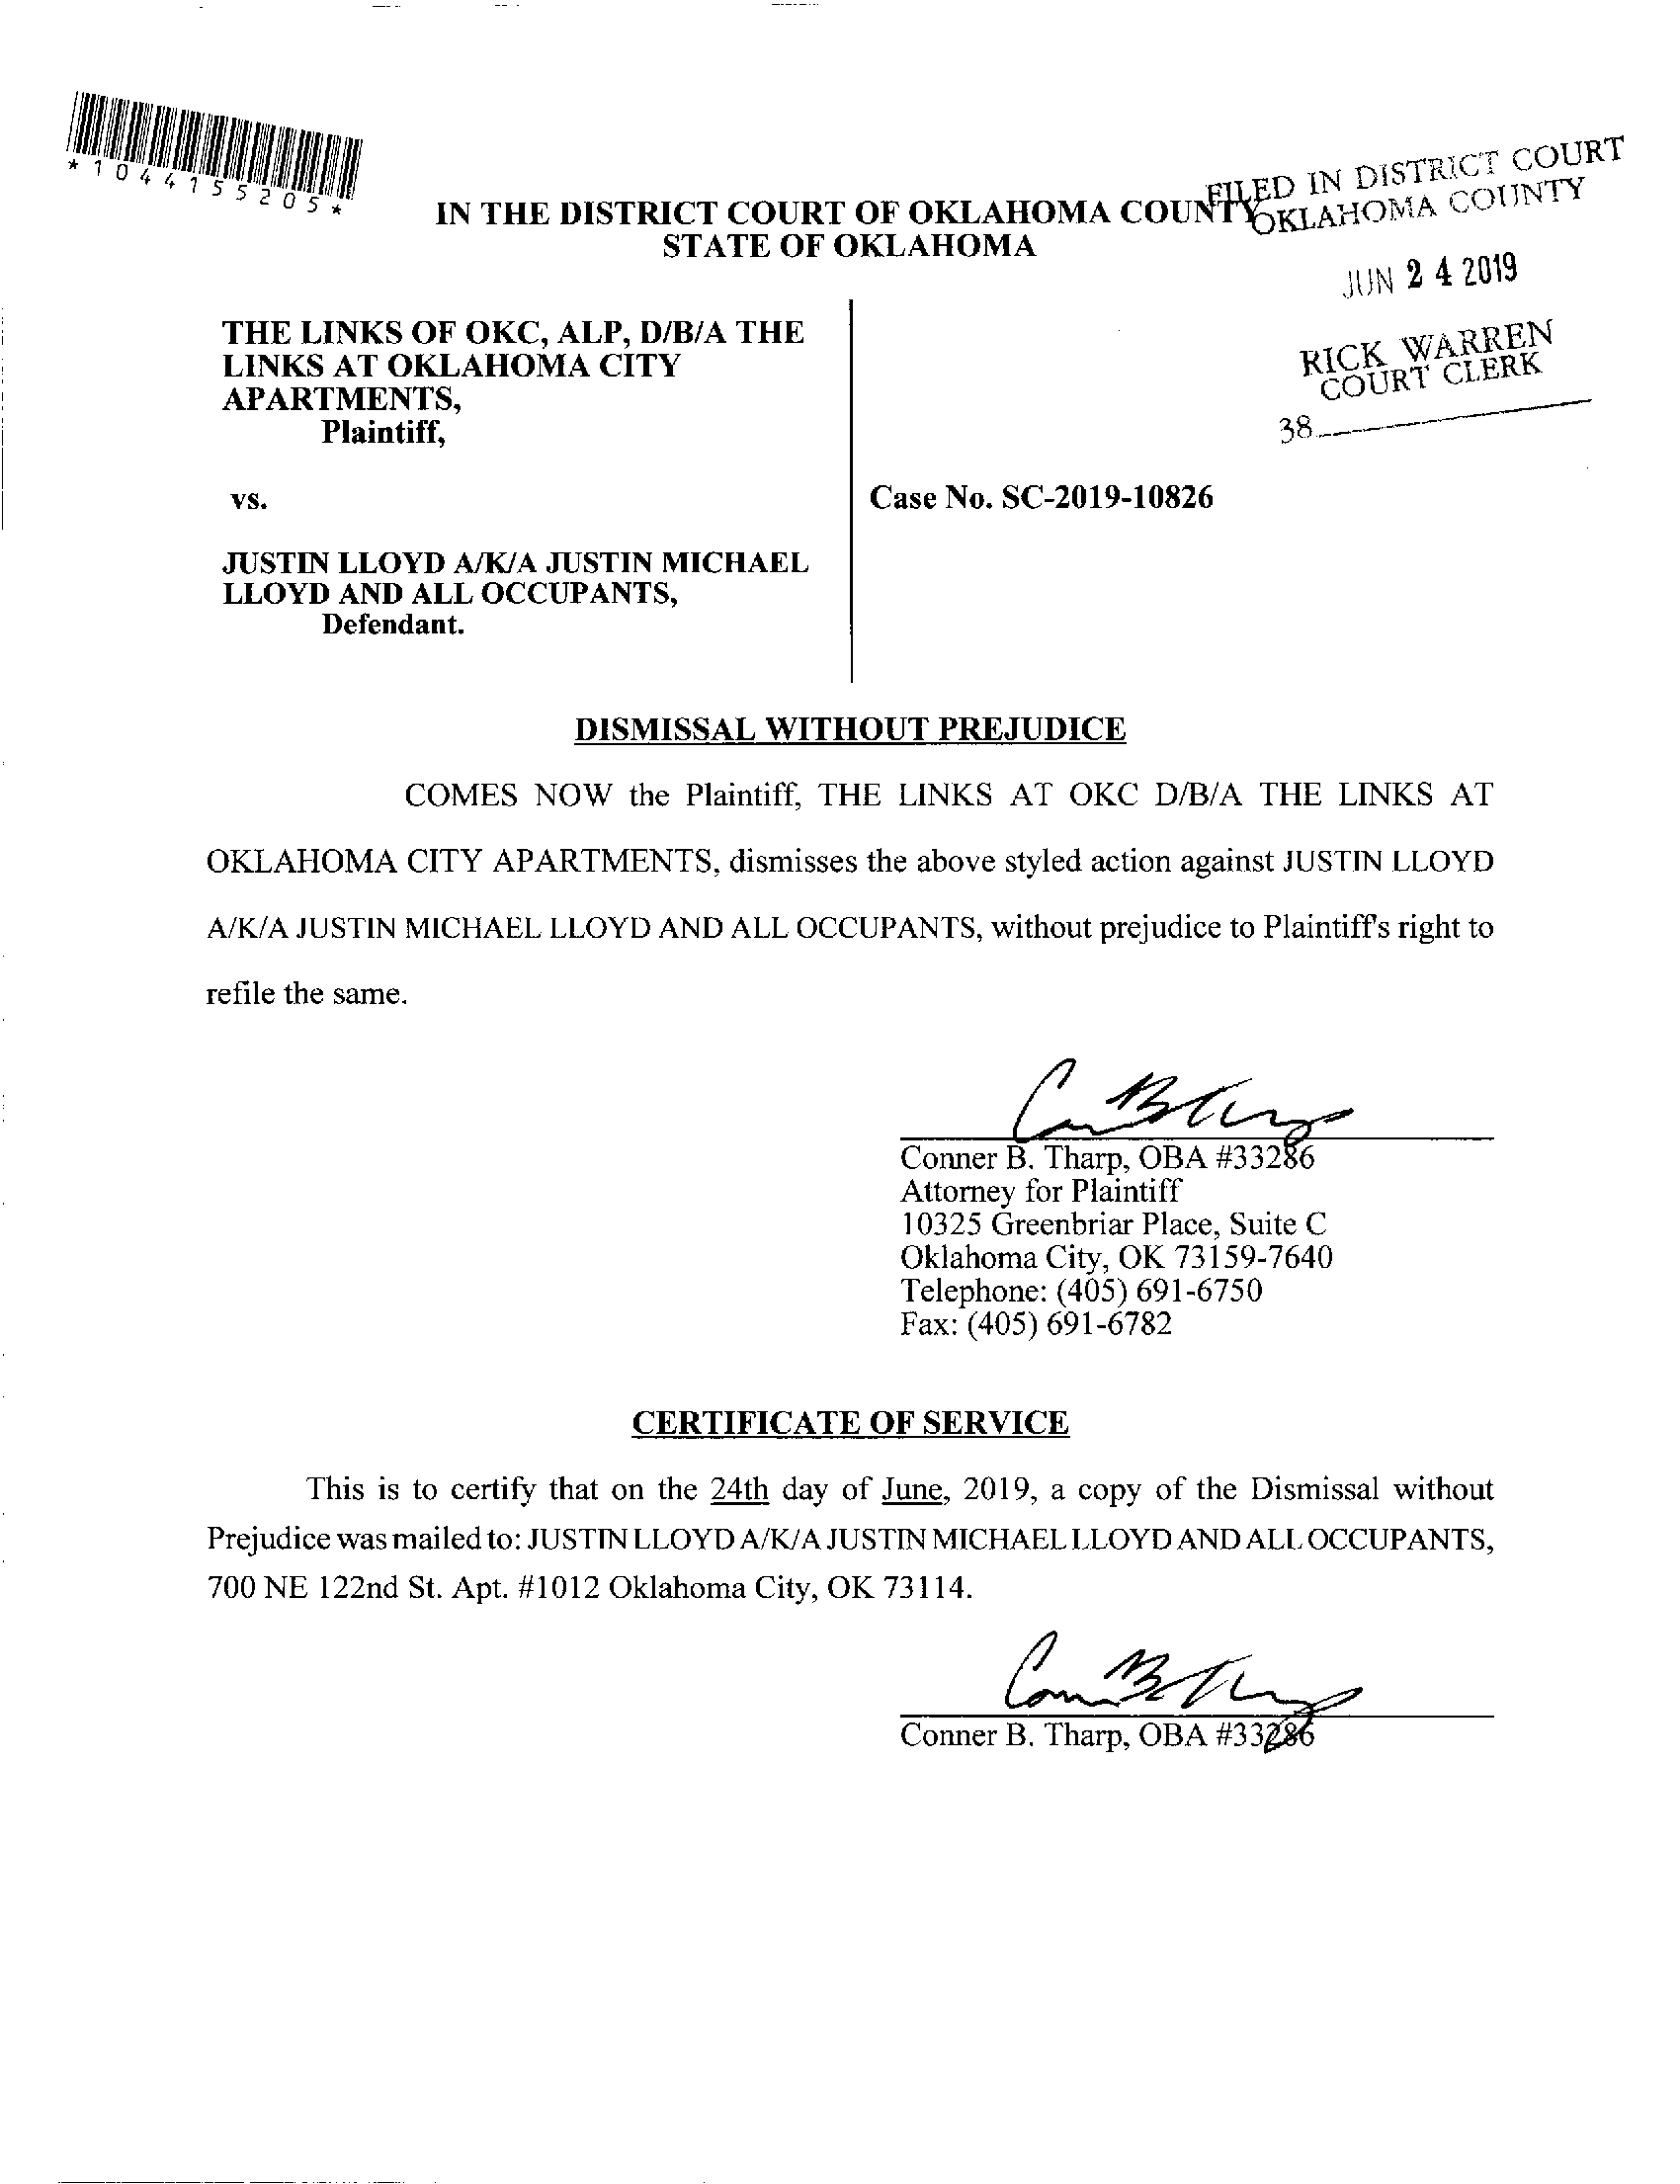 *1044155205*
FILED IN DISTRICT COURT
OKLAHOMA COUNTY
JUN 24 2019
RICK WARREN
COURT CLERK
38
IN THE DISTRICT COURT OF OKLAHOMA COUNTY
STATE OF OKLAHOMA
THE LINKS OF OKC, ALP, D/B/A THE
LINKS AT OKLAHOMA CITY
APARTMENTS,
Plaintiff,
vs.
Case No. SC-2019-10826
JUSTIN LLOYD A/K/A JUSTIN MICHAEL
LLOYD AND ALL OCCUPANTS,
Defendant.
DISMISSAL WITHOUT PREJUDICE
COMES NOW the Plaintiff, THE LINKS AT OKC D/B/A THE LINKS AT
OKLAHOMA CITY APARTMENTS, dismisses the above styled action against JUSTIN LLOYD
A/K/A JUSTIN MICHAEL LLOYD AND ALL OCCUPANTS, without prejudice to Plaintiff's right to
refile the same.
Conner B. Tharp, OBA #33286
Attorney for Plaintiff
10325 Greenbriar Place, Suite C
Oklahoma City, OK 73159-7640
Telephone: (405) 691-6750
Fax: (405) 691-6782
CERTIFICATE OF SERVICE
This is to certify that on the 24th day of June, 2019, a copy of the Dismissal without
Prejudice was mailed to: JUSTIN LLOYD A/K/A JUSTIN MICHAEL LLOYD AND ALL OCCUPANTS,
700 NE 122nd St. Apt. #1012 Oklahoma City, OK 73114.
Conner B. Tharp, OBA #33286